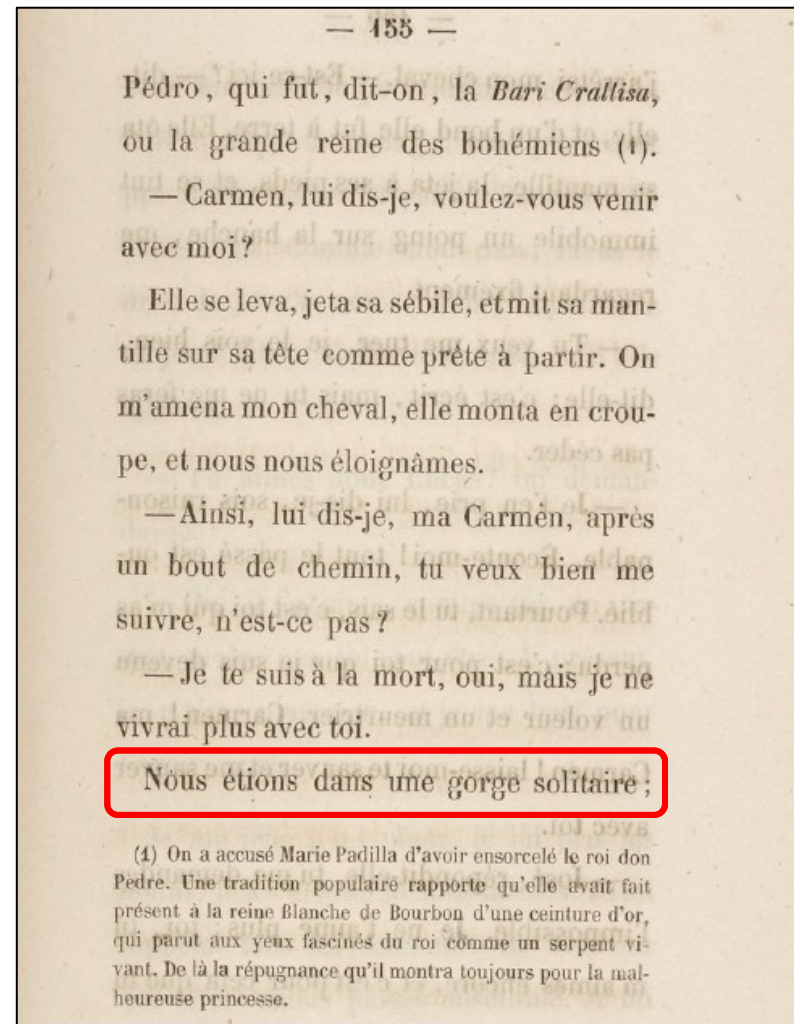 — 155 —
Pédro, qui fut, dit-on, la Bari Crallisa,
ou la grande reine des bohémiens (1).
— Carmen, lui dis-je, voulez-vous venir
avec moi ?
Elle se leva, jeta sa sébile, et mit sa man-
tille sur sa tête comme prête à partir. On
m'amena mon cheval, elle monta en crou-
pe, et nous nous éloignâmes.
— Ainsi, lui dis-je, ma Carmen, après
un bout de chemin, tu veux bien me
suivre, n'est-ce pas ?
— Je te suis à la mort, oui, mais je ne
vivrai plus avec toi.
Nous étions dans une gorge solitaire ;
(1) On a accusé Marie Padilla d'avoir ensorcelé le roi don
Pèdre. Une tradition populaire rapporte qu'elle avait fait
présent à la reine Blanche de Bourbon d'une ceinture d'or,
qui parut aux yeux fascinés du roi comme un serpent vi-
vant. De là la répugnance qu'il montra toujours pour la mal-
heureuse princesse.